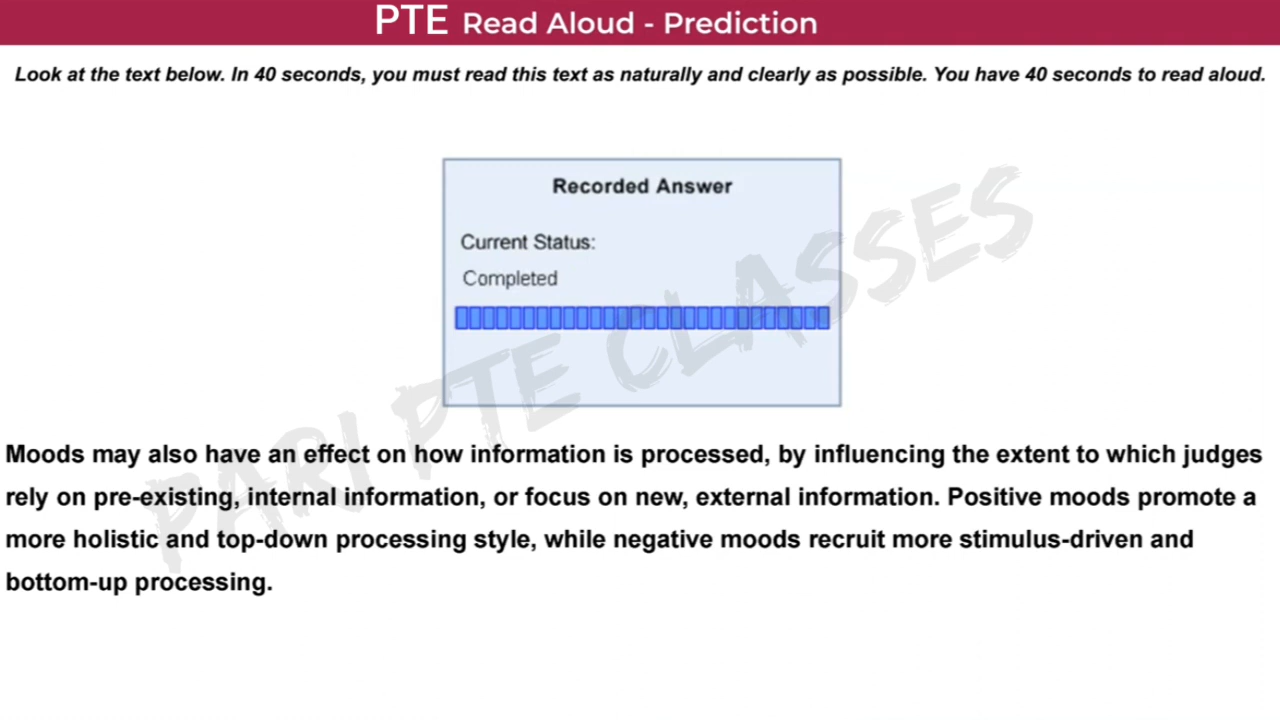 PTE Read Aloud - Prediction
Look at the text below. In 40 seconds, you must read this text as naturally and clearly as possible. You have 40 seconds to read aloud.
Recorded Answer
Current Status:
Completed
PARI PTE CLASSES
Moods may also have an effect on how information is processed, by influencing the extent to which judges
rely on pre-existing, internal information, or focus on new, external information. Positive moods promote a
more holistic and top-down processing style, while negative moods recruit more stimulus-driven and
bottom-up processing.